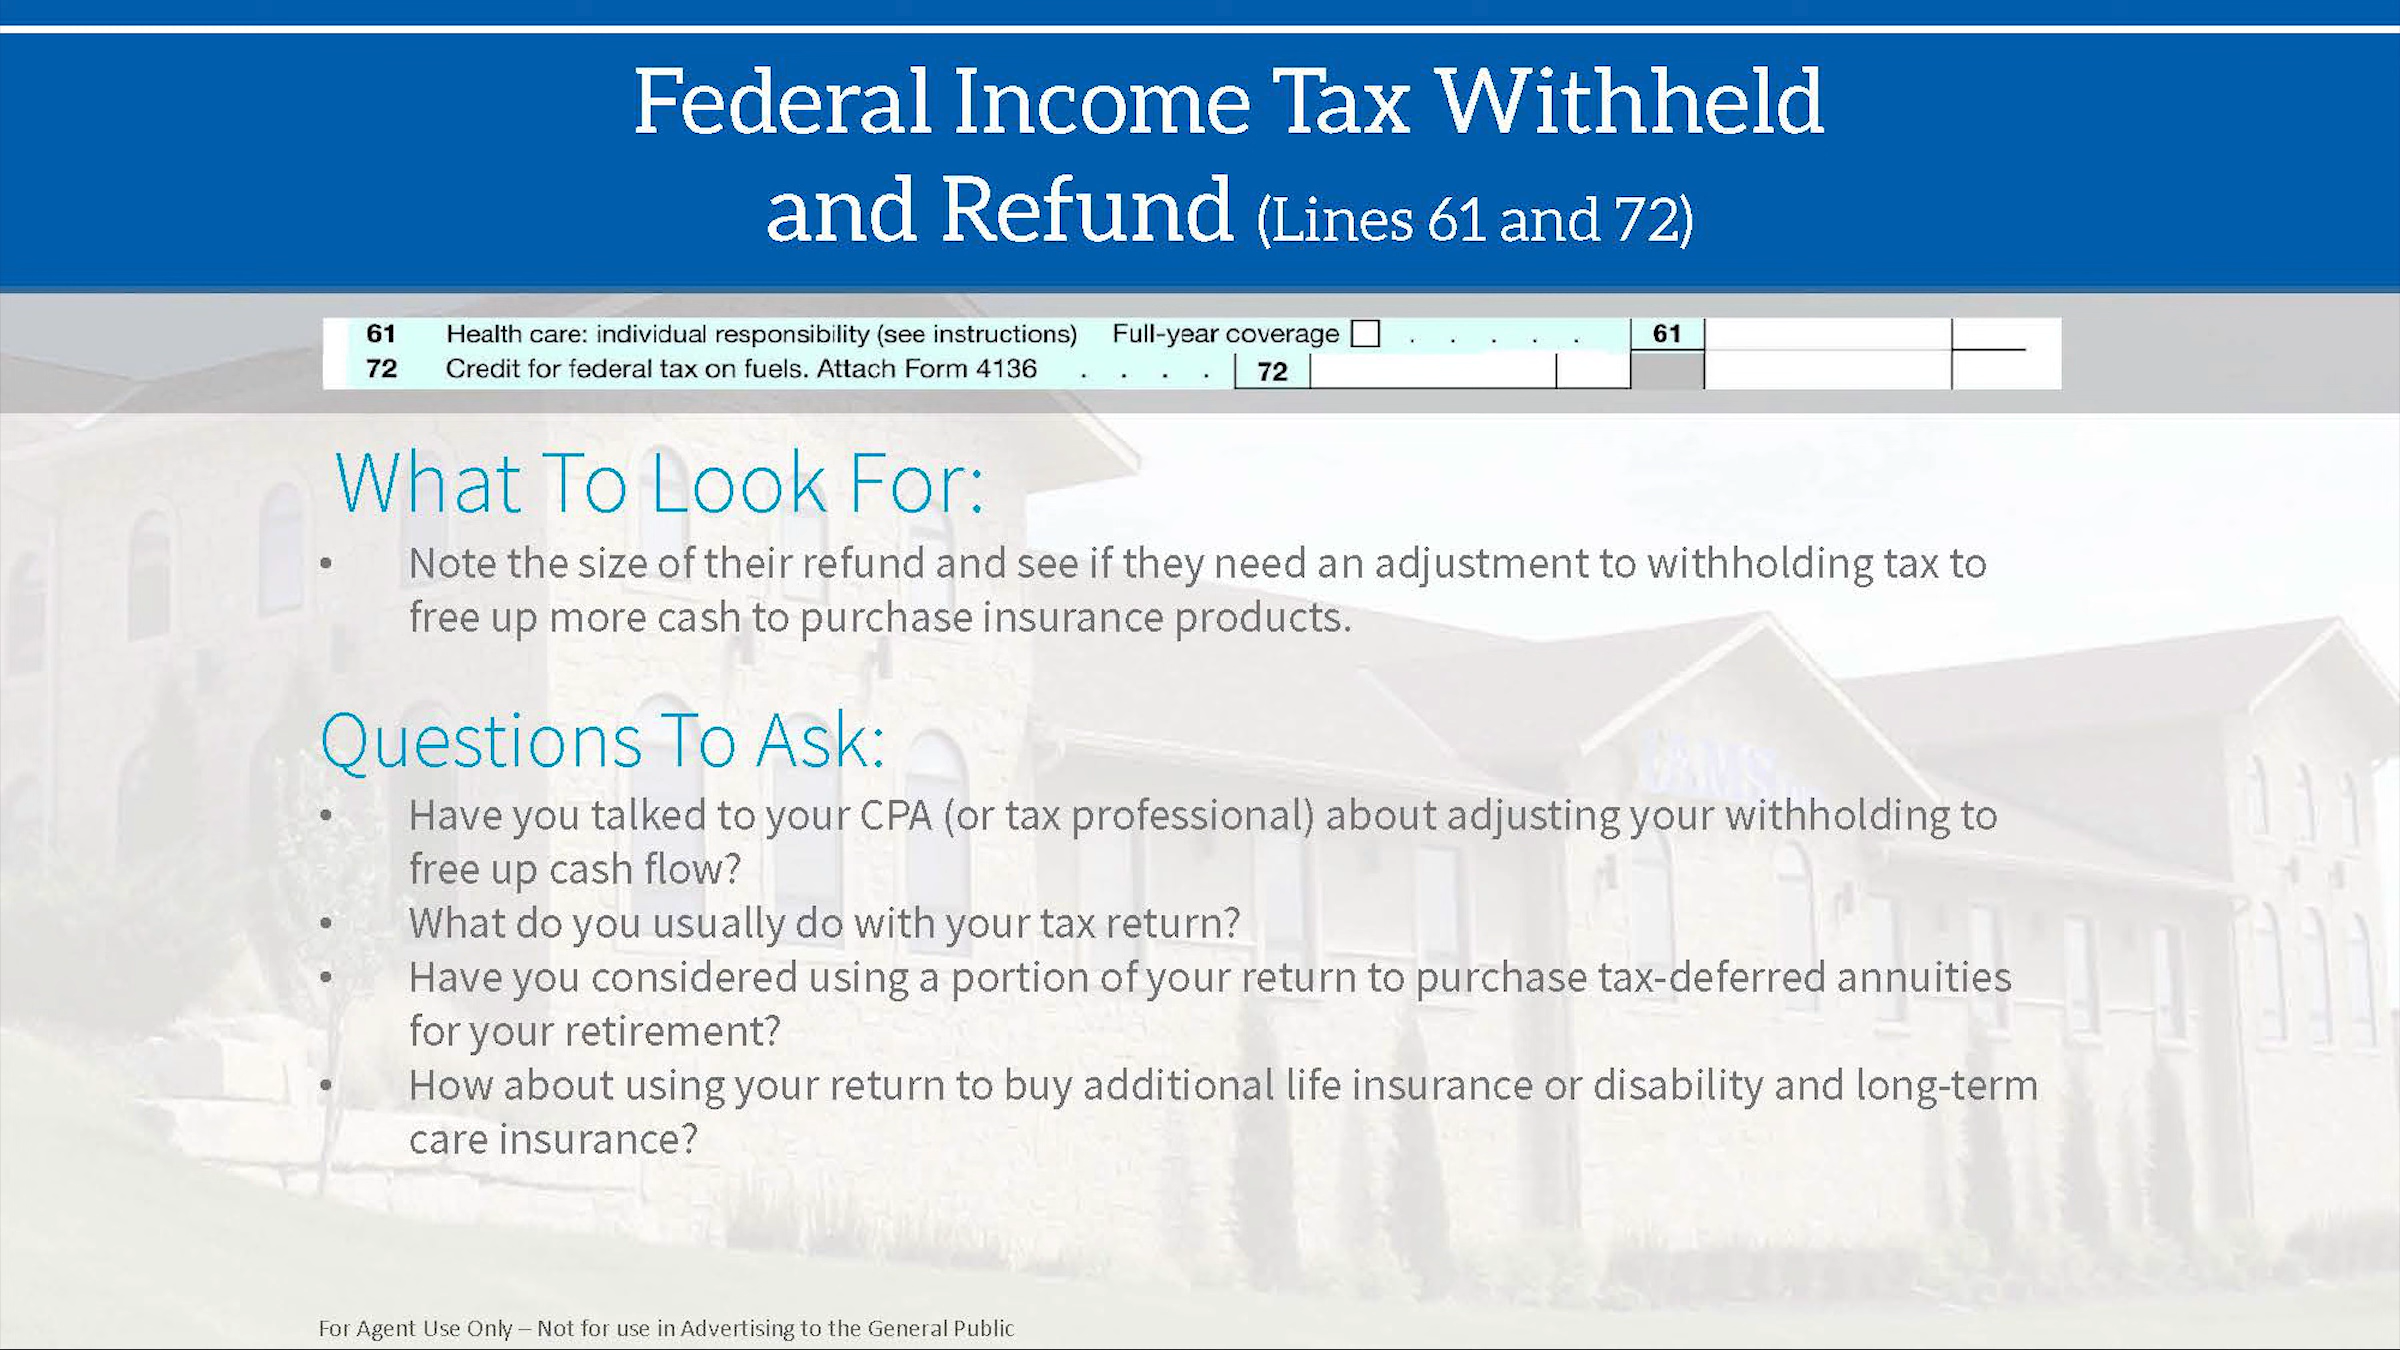 Federal Income Tax Withheld
and Refund (Lines 61 and 72)
61 Health care: individual responsibility (see instructions) Full-year coverage . . . . . 61
72 Credit for federal tax on fuels. Attach Form 4136 . . . . 72
What To Look For:
• Note the size of their refund and see if they need an adjustment to withholding tax to
free up more cash to purchase insurance products.
Questions To Ask:
• Have you talked to your CPA (or tax professional) about adjusting your withholding to
free up cash flow?
• What do you usually do with your tax return?
• Have you considered using a portion of your return to purchase tax-deferred annuities
for your retirement?
• How about using your return to buy additional life insurance or disability and long-term
care insurance?
For Agent Use Only – Not for use in Advertising to the General Public